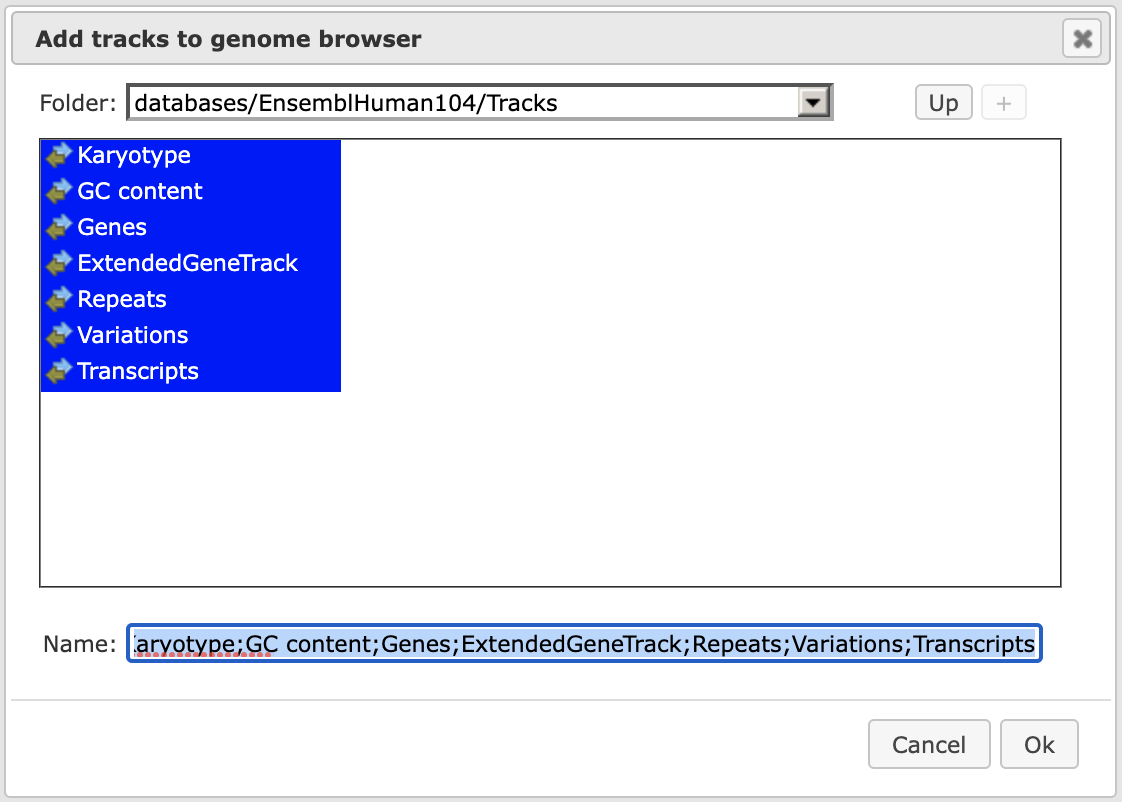 Add tracks to genome browser
Folder: databases/EnsemblHuman104/Tracks Up +
Karyotype
GC content
Genes
ExtendedGeneTrack
Repeats
Variations
Transcripts
Name: aryotype;GC content;Genes;ExtendedGeneTrack;Repeats;Variations;Transcripts
Cancel Ok